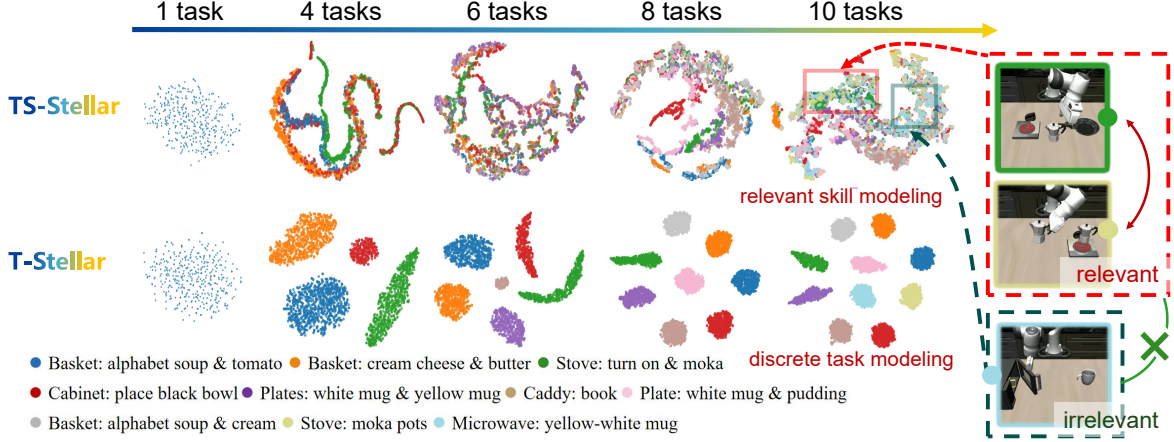 1 task 4 tasks 6 tasks 8 tasks 10 tasks
TS-Stellar
relevant skill modeling
T-Stellar
relevant
discrete task modeling
Basket: alphabet soup & tomato Basket: cream cheese & butter Stove: turn on & moka
Cabinet: place black bowl Plates: white mug & yellow mug Caddy: book Plate: white mug & pudding
Basket: alphabet soup & cream Stove: moka pots Microwave: yellow-white mug
irrelevant